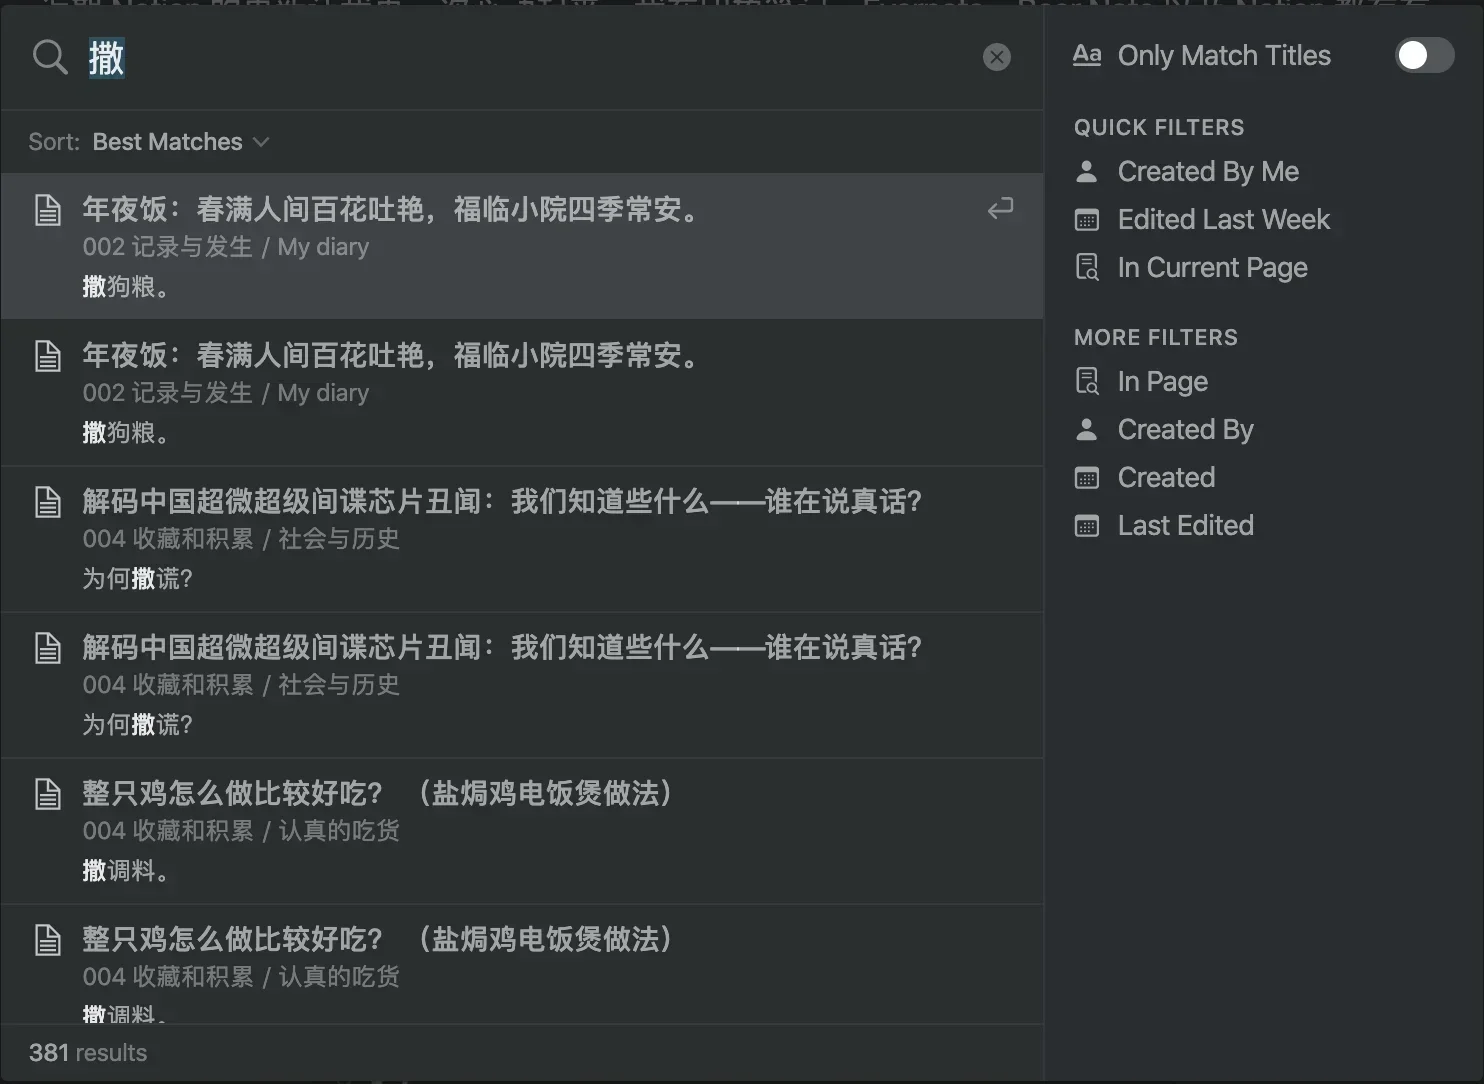 撒
Sort: Best Matches
年夜饭：春满人间百花吐艳，福临小院四季常安。
002 记录与发生 / My diary
撒狗粮。
年夜饭：春满人间百花吐艳，福临小院四季常安。
002 记录与发生 / My diary
撒狗粮。
解码中国超微超级间谍芯片丑闻：我们知道些什么——谁在说真话？
004 收藏和积累 / 社会与历史
为何撒谎？
解码中国超微超级间谍芯片丑闻：我们知道些什么——谁在说真话？
004 收藏和积累 / 社会与历史
为何撒谎？
整只鸡怎么做比较好吃？（盐焗鸡电饭煲做法）
004 收藏和积累 / 认真的吃货
撒调料。
整只鸡怎么做比较好吃？（盐焗鸡电饭煲做法）
004 收藏和积累 / 认真的吃货
撒调料。
381 results
Aa Only Match Titles
QUICK FILTERS
Created By Me
Edited Last Week
In Current Page
MORE FILTERS
In Page
Created By
Created
Last Edited